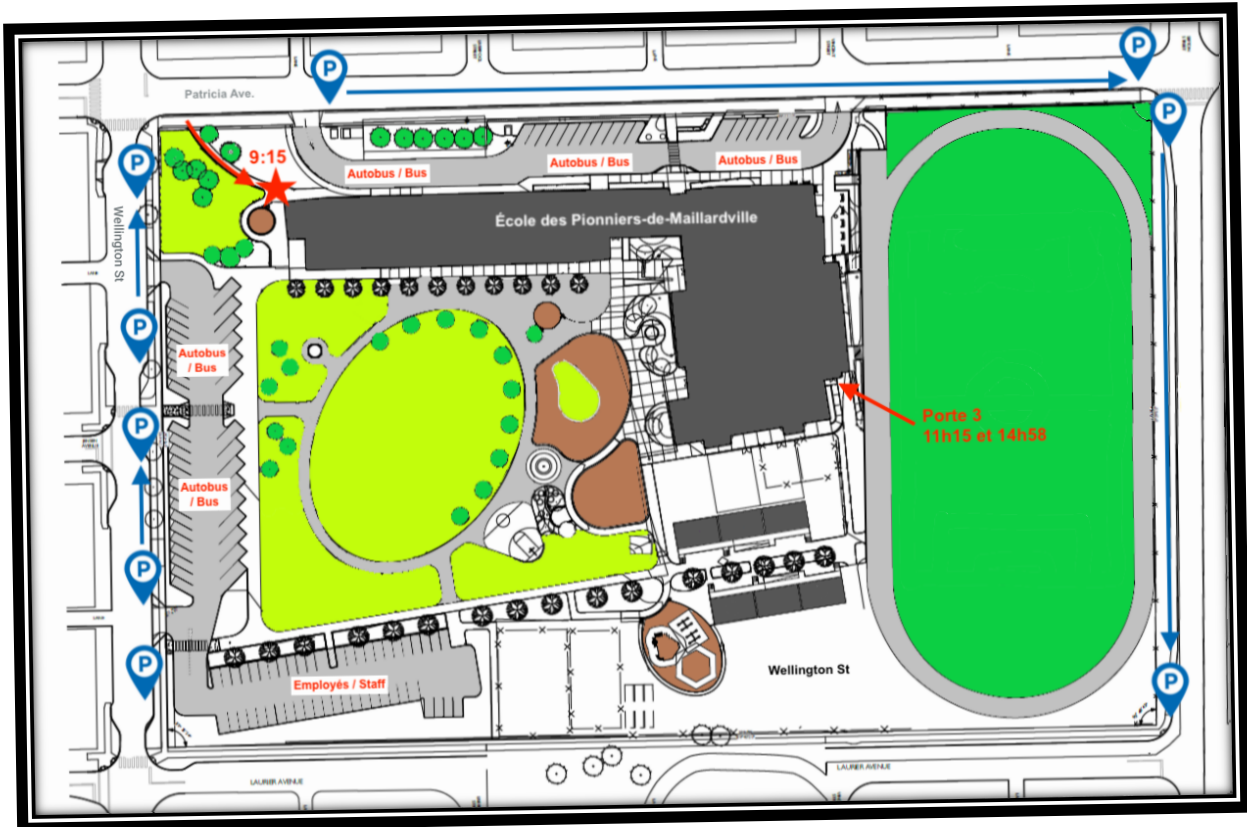 P
P
P
Patricia Ave.
P
9:15
Autobus / Bus
Autobus / Bus
Autobus / Bus
École des Pionniers-de-Maillardville
Wellington St
P
Autobus
/ Bus
P
Porte 3
11h15 et 14h58
Autobus
/ Bus
P
P
Wellington St
Employés / Staff
P
LAURIER AVENUE
LAURIER AVENUE